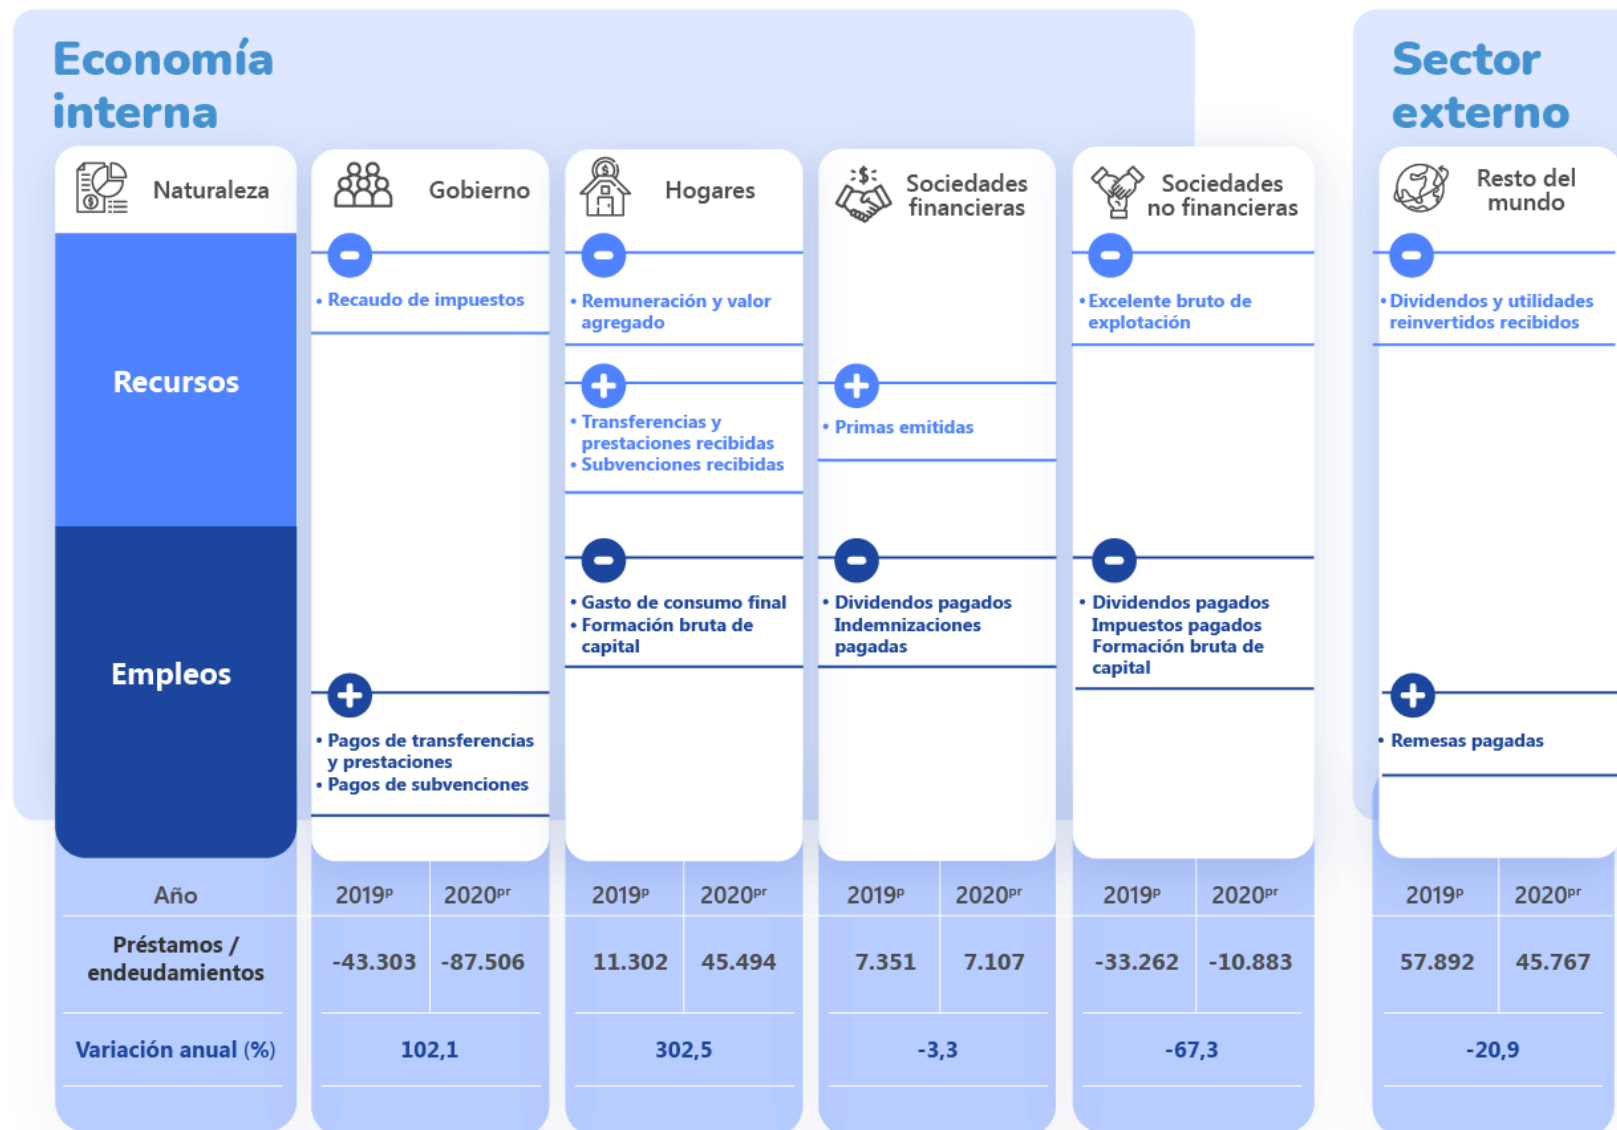 Economía
interna
Sector
externo
Naturaleza
Gobierno
Hogares
Sociedades
financieras
Sociedades
no financieras
Resto del
mundo
Recursos
• Recaudo de impuestos
• Remuneración y valor
agregado
• Excelente bruto de
explotación
• Dividendos y utilidades
reinvertidos recibidos
• Transferencias y
prestaciones recibidas
• Subvenciones recibidas
• Primas emitidas
Empleos
• Gasto de consumo final
• Formación bruta de
capital
• Dividendos pagados
Indemnizaciones
pagadas
• Dividendos pagados
Impuestos pagados
Formación bruta de
capital
• Pagos de transferencias
y prestaciones
• Pagos de subvenciones
• Remesas pagadas
Año 2019ᵖ 2020ᵖʳ 2019ᵖ 2020ᵖʳ 2019ᵖ 2020ᵖʳ 2019ᵖ 2020ᵖʳ 2019ᵖ 2020ᵖʳ
Préstamos /
endeudamientos -43.303 -87.506 11.302 45.494 7.351 7.107 -33.262 -10.883 57.892 45.767
Variación anual (%) 102,1 302,5 -3,3 -67,3 -20,9